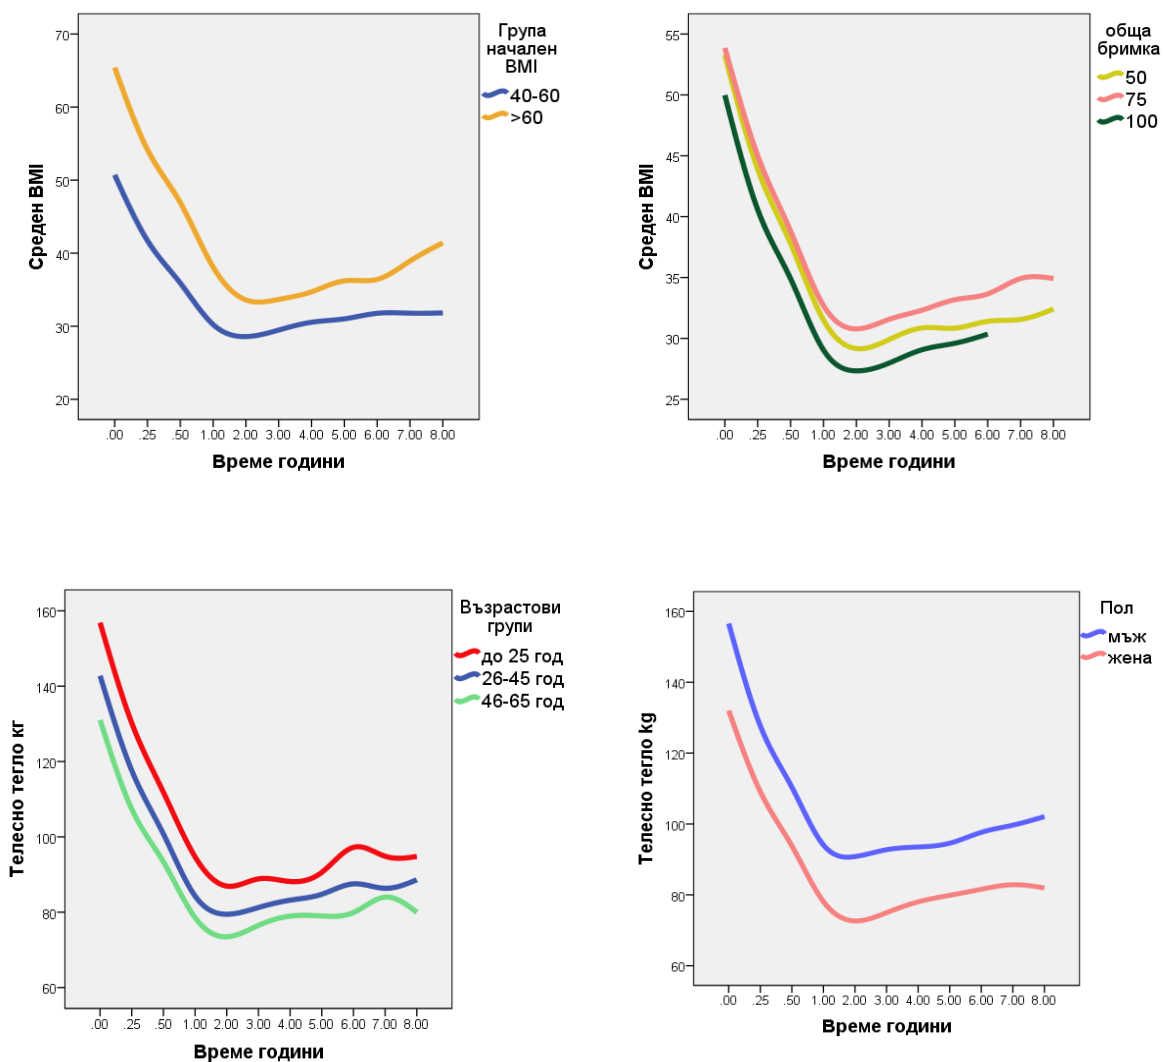 Група
начален
BMI
40-60
>60
Среден BMI
70
60
50
40
30
20
.00 .25 .50 1.00 2.00 3.00 4.00 5.00 6.00 7.00 8.00
Време години
обща
бримка
50
75
100
Среден BMI
55
50
45
40
35
30
25
.00 .25 .50 1.00 2.00 3.00 4.00 5.00 6.00 7.00 8.00
Време години
Възрастови
групи
до 25 год
26-45 год
46-65 год
Телесно тегло кг
160
140
120
100
80
60
.00 .25 .50 1.00 2.00 3.00 4.00 5.00 6.00 7.00 8.00
Време години
Пол
мъж
жена
Телесно тегло kg
160
140
120
100
80
60
.00 .25 .50 1.00 2.00 3.00 4.00 5.00 6.00 7.00 8.00
Време години